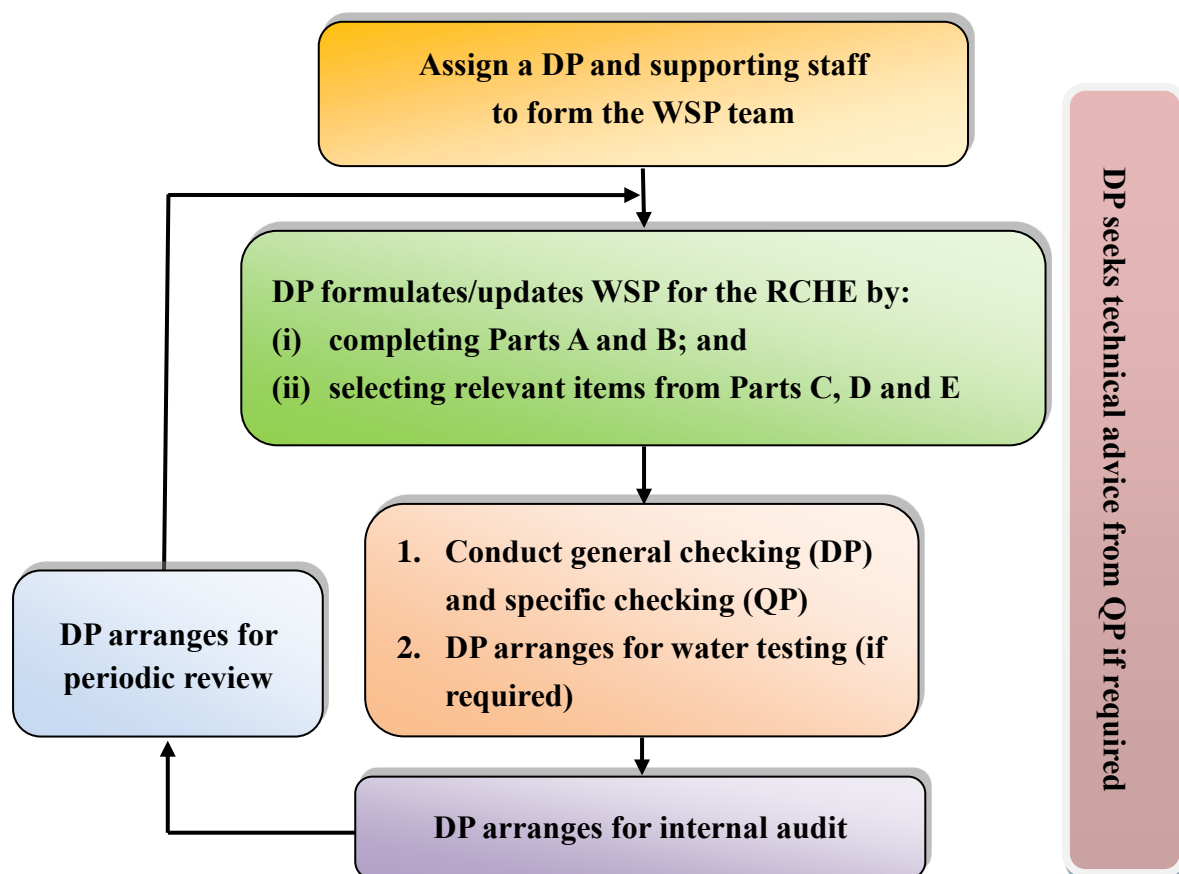 Assign a DP and supporting staff
to form the WSP team
DP formulates/updates WSP for the RCHE by:
(i) completing Parts A and B; and
(ii) selecting relevant items from Parts C, D and E
1. Conduct general checking (DP)
and specific checking (QP)
2. DP arranges for water testing (if
required)
DP arranges for internal audit
DP arranges for
periodic review
DP seeks technical advice from QP if required